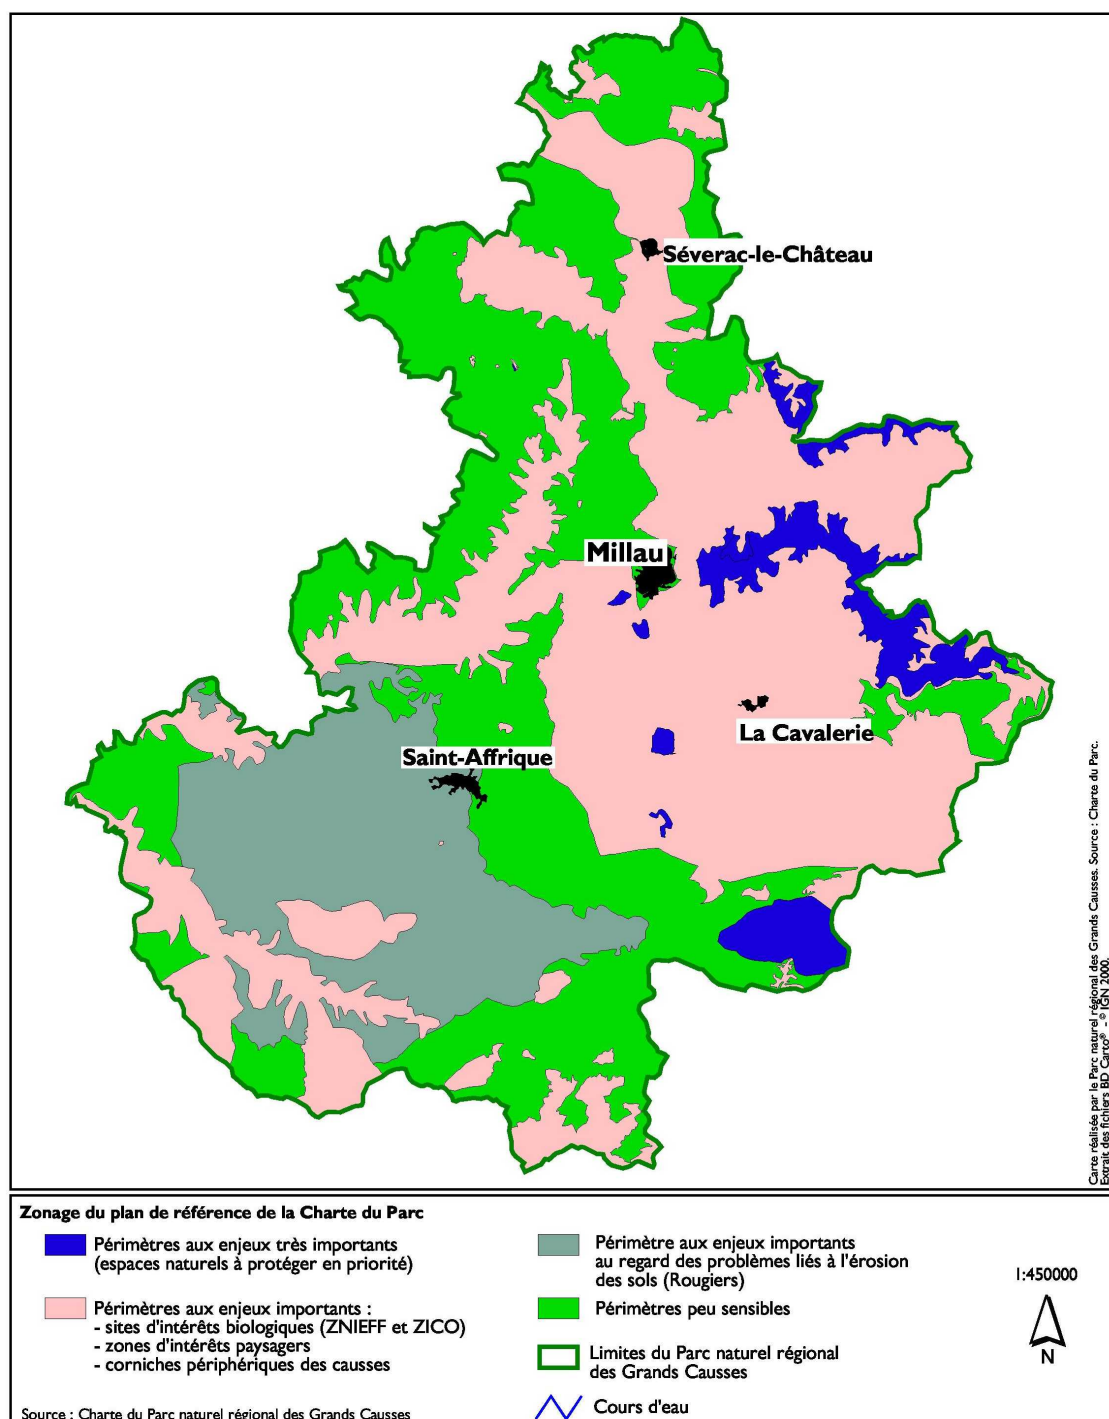 Séverac-le-Château
Millau
La Cavalerie
Saint-Affrique
Carte réalisée par le Parc naturel régional des Grands Causses. Source : Charte du Parc.
Extrait des fichiers BD Carto® - © IGN 2000.
Zonage du plan de référence de la Charte du Parc
Périmètres aux enjeux très importants
(espaces naturels à protéger en priorité)
Périmètres aux enjeux importants :
- sites d'intérêts biologiques (ZNIEFF et ZICO)
- zones d'intérêts paysagers
- corniches périphériques des causses
Source : Charte du Parc naturel régional des Grands Causses
Périmètre aux enjeux importants
au regard des problèmes liés à l'érosion
des sols (Rougiers)
Périmètres peu sensibles
Limites du Parc naturel régional
des Grands Causses
Cours d'eau
1:450000
N